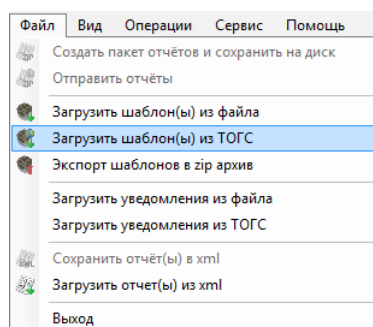 Файл Вид Операции Сервис Помощь
Создать пакет отчётов и сохранить на диск
Отправить отчёты
Загрузить шаблон(ы) из файла
Загрузить шаблон(ы) из ТОГС
Экспорт шаблонов в zip архив
Загрузить уведомления из файла
Загрузить уведомления из ТОГС
Сохранить отчёт(ы) в xml
Загрузить отчет(ы) из xml
Выход